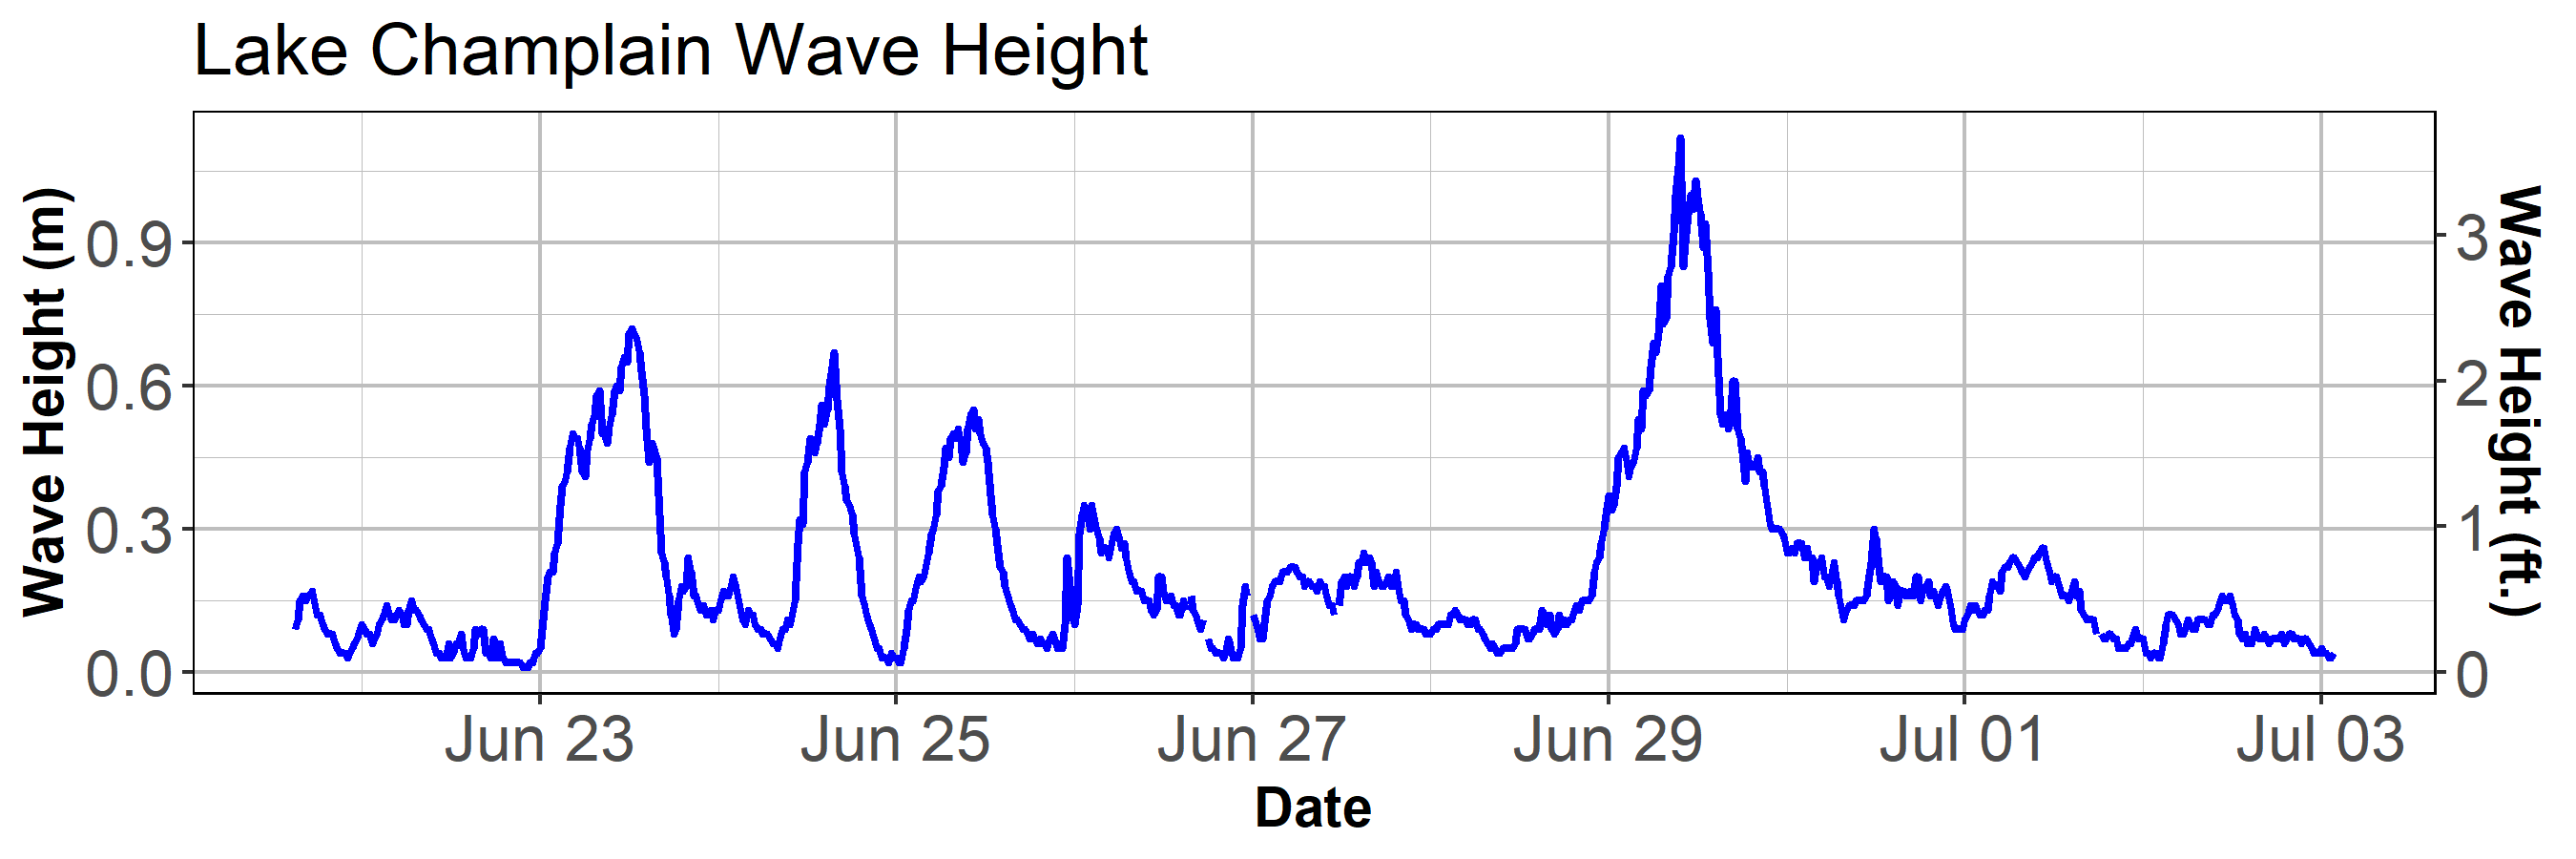 Lake Champlain Wave Height
Wave Height (m)
0.9
0.6
0.3
0.0
3
2
1
0
Wave Height (ft.)
Jun 23
Jun 25
Jun 27
Jun 29
Jul 01
Jul 03
Date